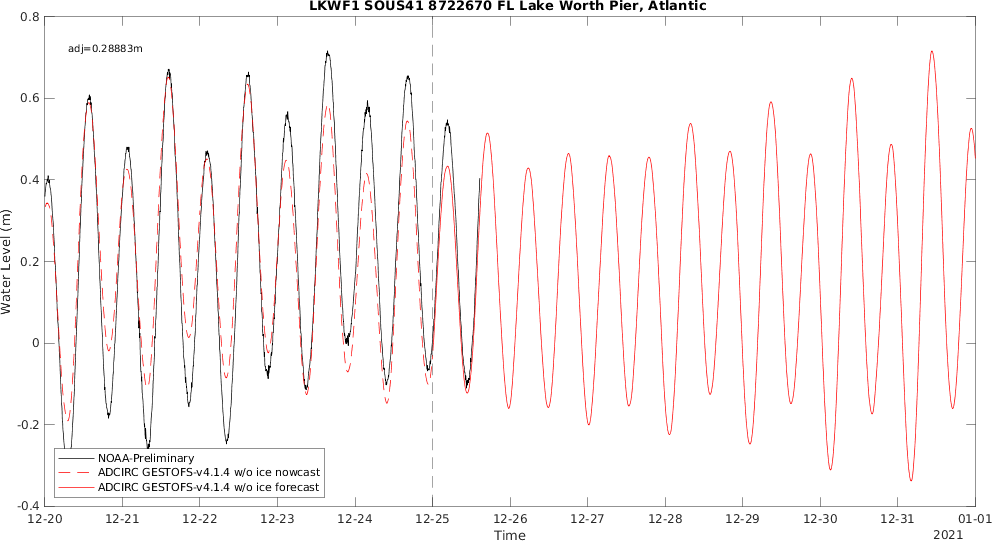 LKWF1 SOUS41 8722670 FL Lake Worth Pier, Atlantic
adj=0.28883m
Water Level (m)
0.8
0.6
0.4
0.2
0
-0.2
-0.4
NOAA-Preliminary
ADCIRC GESTOFS-v4.1.4 w/o ice nowcast
ADCIRC GESTOFS-v4.1.4 w/o ice forecast
12-20 12-21 12-22 12-23 12-24 12-25 12-26 12-27 12-28 12-29 12-30 12-31 01-01
Time
2021